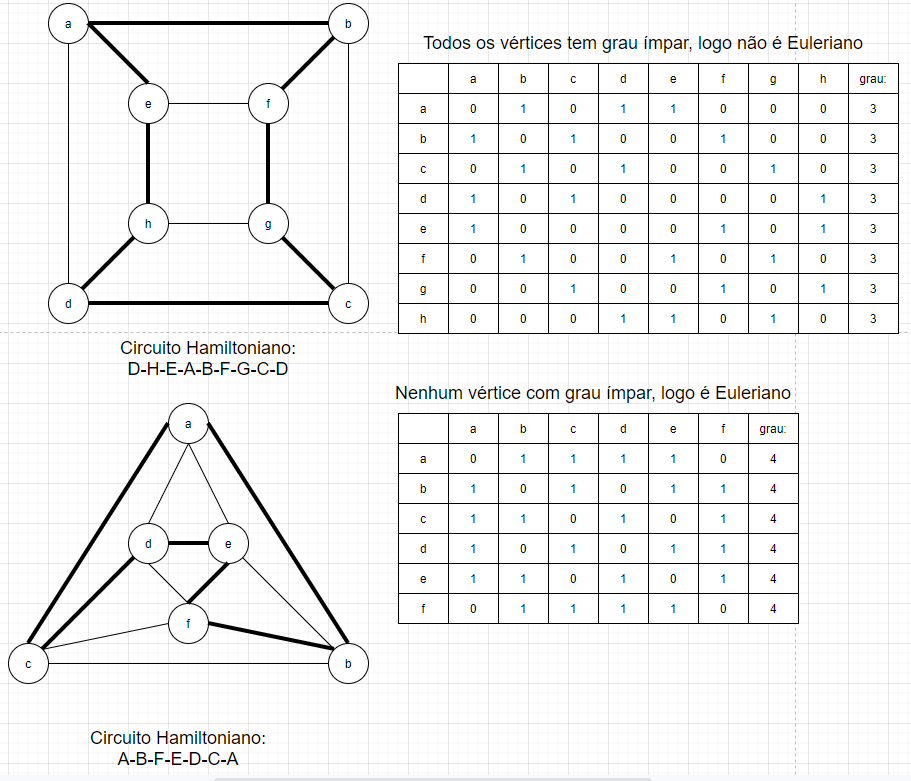 a b
e f
h g
d c
Circuito Hamiltoniano:
D-H-E-A-B-F-G-C-D
Todos os vértices tem grau ímpar, logo não é Euleriano
a b c d e f g h grau:
a 0 1 0 1 1 0 0 0 3
b 1 0 1 0 0 1 0 0 3
c 0 1 0 1 0 0 1 0 3
d 1 0 1 0 0 0 0 1 3
e 1 0 0 0 0 1 0 1 3
f 0 1 0 0 1 0 1 0 3
g 0 0 1 0 0 1 0 1 3
h 0 0 0 1 1 0 1 0 3
a
d e
f
c b
Circuito Hamiltoniano:
A-B-F-E-D-C-A
Nenhum vértice com grau ímpar, logo é Euleriano
a b c d e f grau:
a 0 1 1 1 1 0 4
b 1 0 1 0 1 1 4
c 1 1 0 1 0 1 4
d 1 0 1 0 1 1 4
e 1 1 0 1 0 1 4
f 0 1 1 1 1 0 4